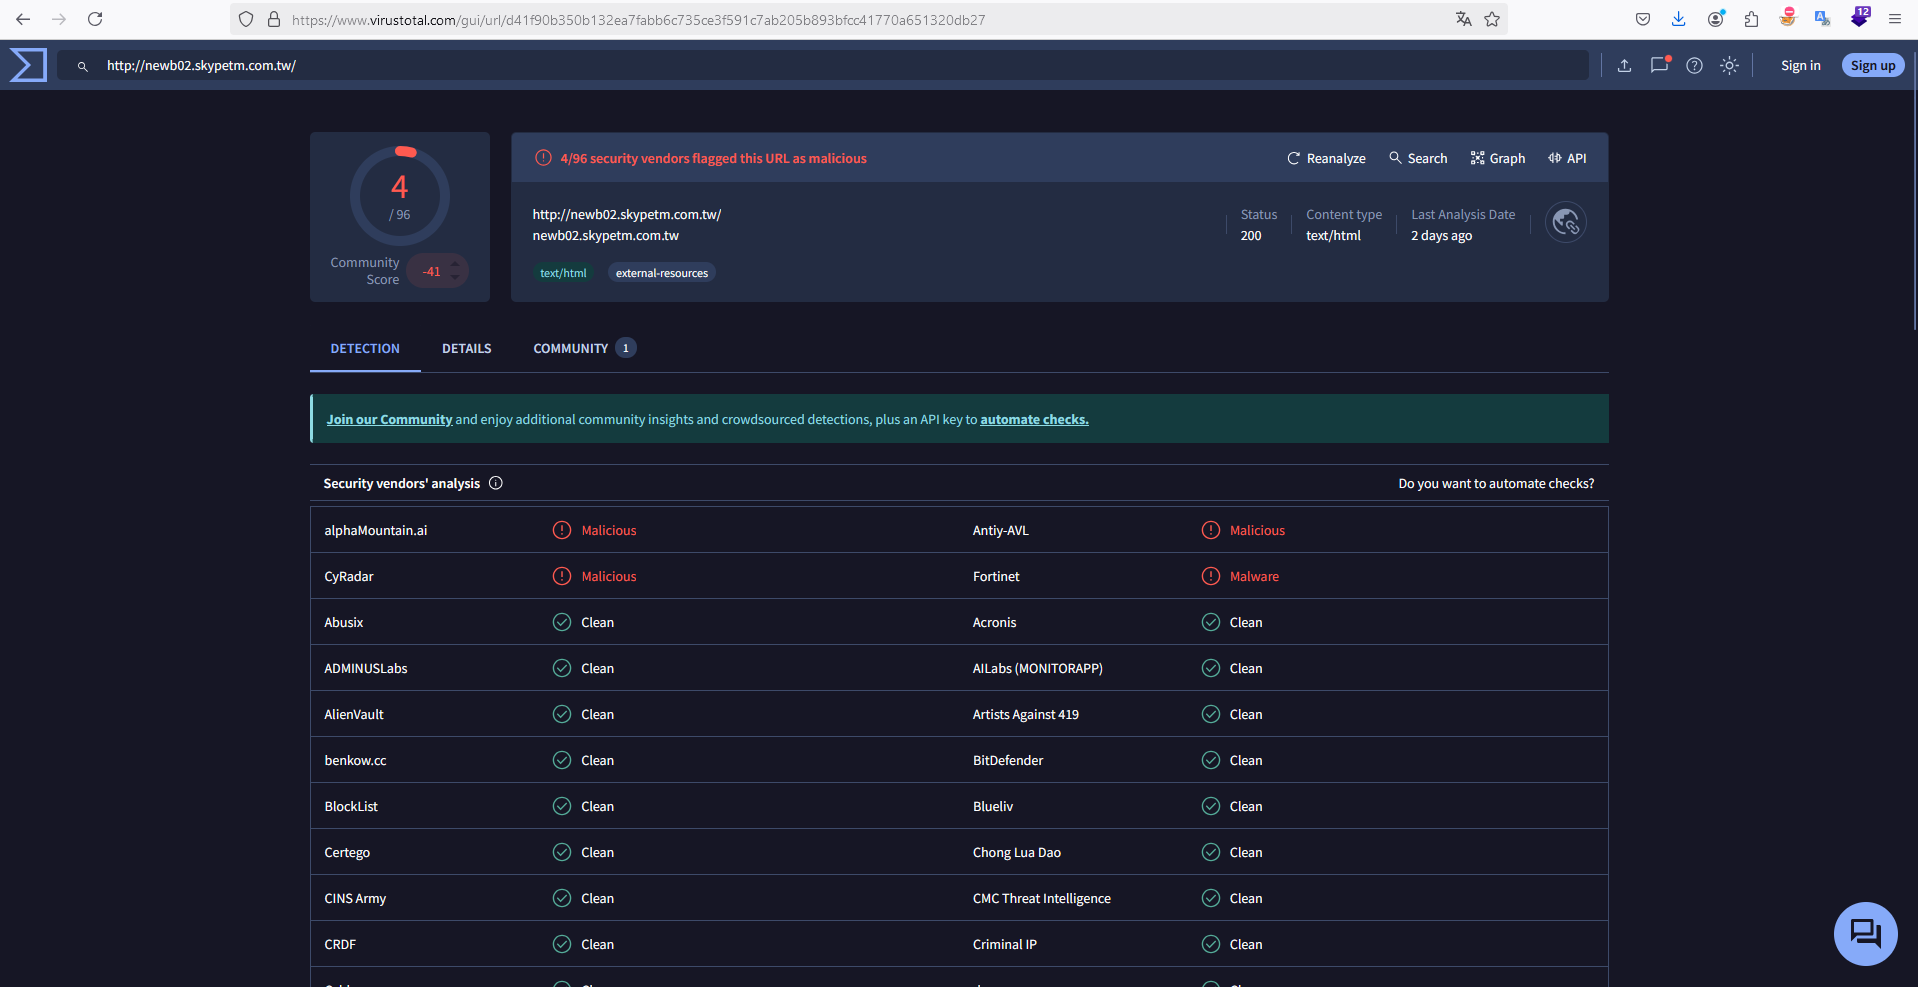 https://www.virustotal.com/gui/url/d41f90b350b132ea7fabb6c735ce3f591c7ab205b893bfcc41770a651320db27
12
http://newb02.skypetm.com.tw/
Sign in
Sign up
4
/ 96
Community
Score
-41
4/96 security vendors flagged this URL as malicious
Reanalyze
Search
Graph
API
http://newb02.skypetm.com.tw/
newb02.skypetm.com.tw
Status
200
Content type
text/html
Last Analysis Date
2 days ago
text/html
external-resources
DETECTION
DETAILS
COMMUNITY 1
Join our Community and enjoy additional community insights and crowdsourced detections, plus an API key to automate checks.
Security vendors' analysis
Do you want to automate checks?
alphaMountain.ai Malicious Antiy-AVL Malicious
CyRadar Malicious Fortinet Malware
Abusix Clean Acronis Clean
ADMINUSLabs Clean AILabs (MONITORAPP) Clean
AlienVault Clean Artists Against 419 Clean
benkow.cc Clean BitDefender Clean
BlockList Clean Blueliv Clean
Certego Clean Chong Lua Dao Clean
CINS Army Clean CMC Threat Intelligence Clean
CRDF Clean Criminal IP Clean